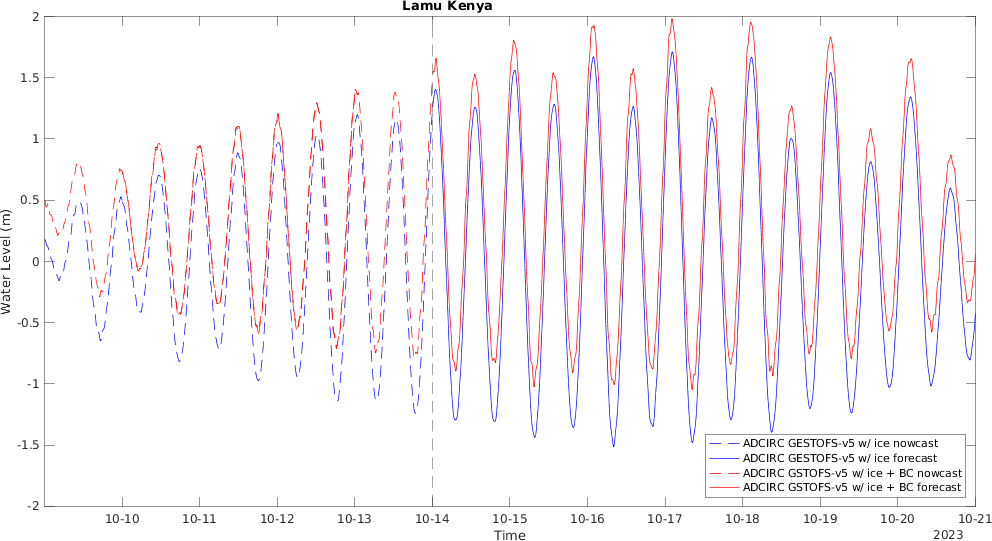 Lamu Kenya
2
1.5
1
0.5
0
-0.5
-1
-1.5
-2
Water Level (m)
ADCIRC GESTOFS-v5 w/ ice nowcast
ADCIRC GESTOFS-v5 w/ ice forecast
ADCIRC GSTOFS-v5 w/ ice + BC nowcast
ADCIRC GSTOFS-v5 w/ ice + BC forecast
10-10 10-11 10-12 10-13 10-14 10-15 10-16 10-17 10-18 10-19 10-20 10-21
Time
2023